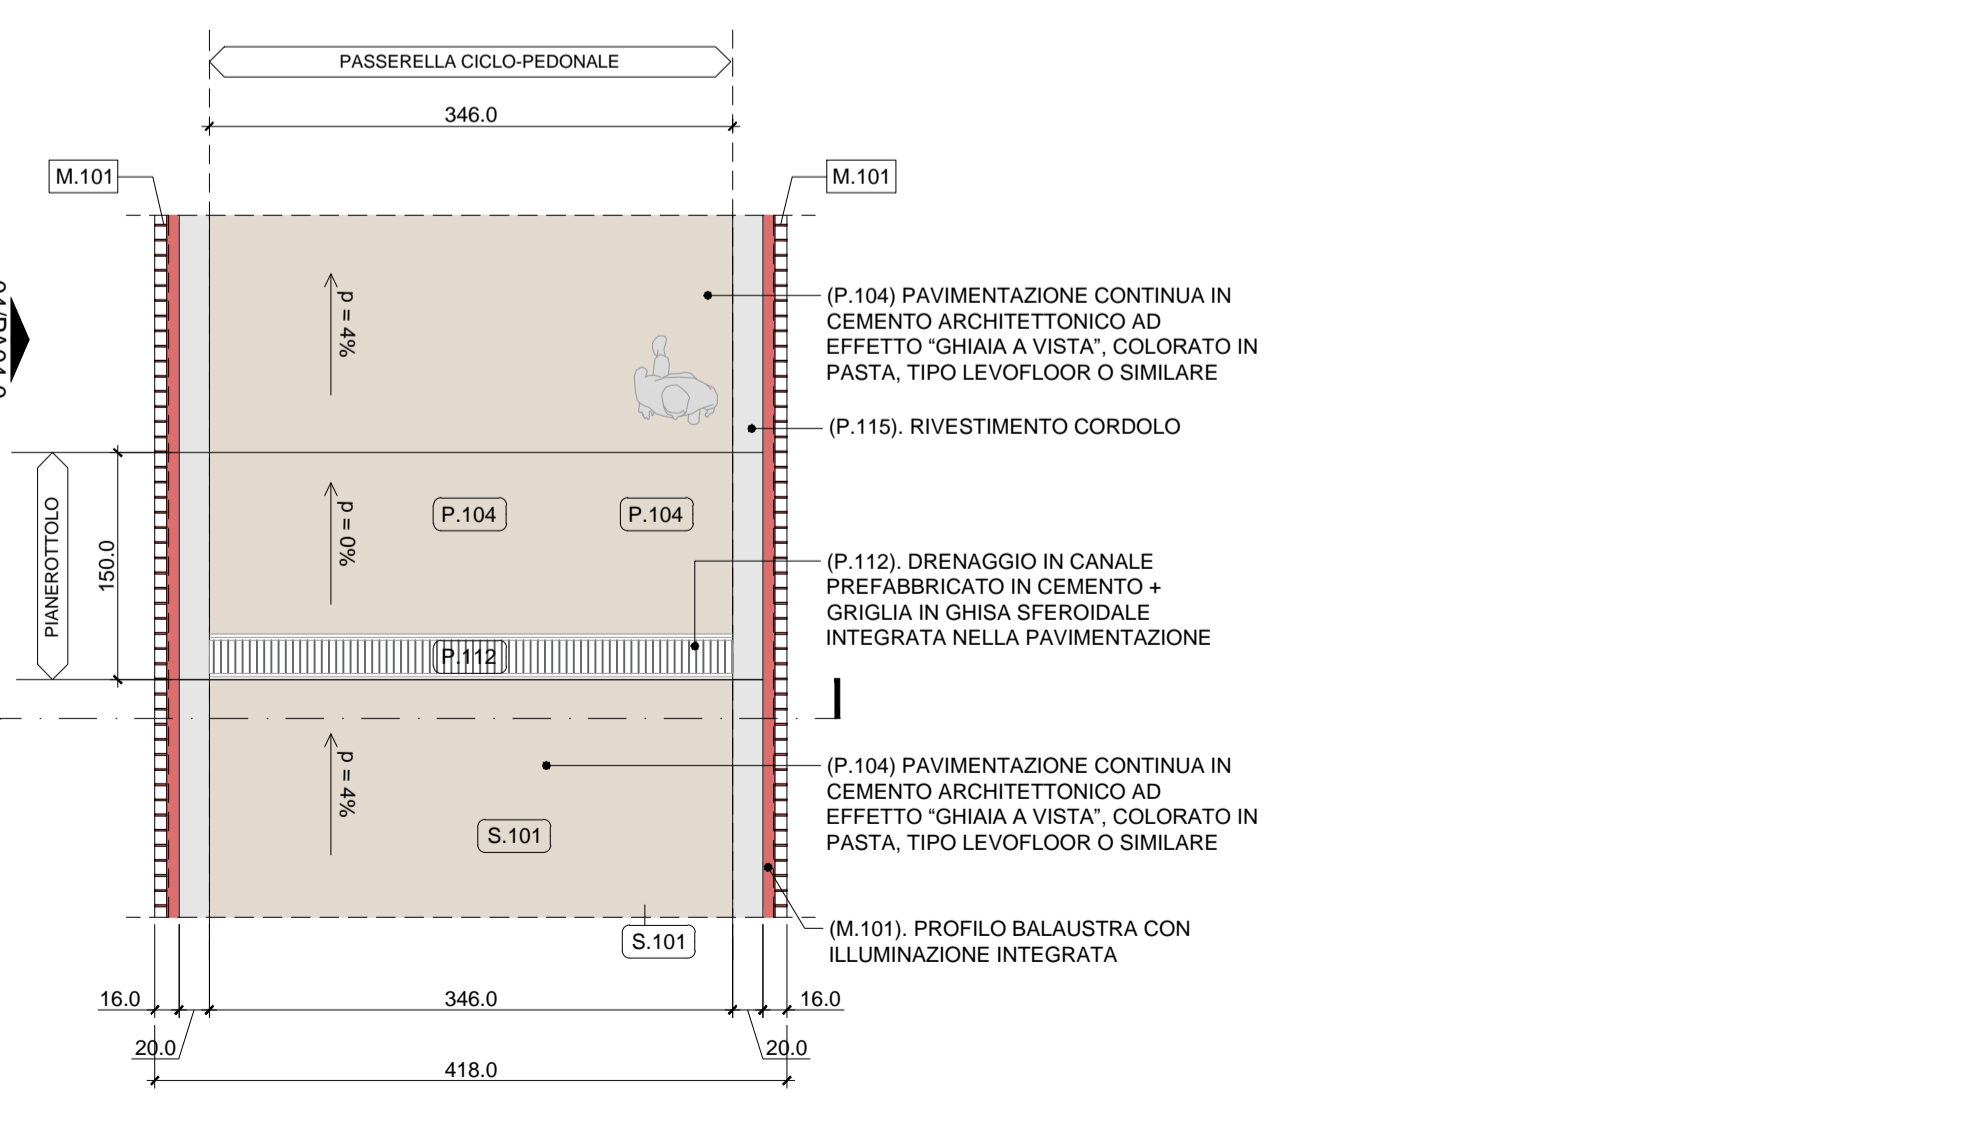 PASSERELLA CICLO-PEDONALE
346.0
M.101
M.101
p = 4%
(P.104) PAVIMENTAZIONE CONTINUA IN
CEMENTO ARCHITETTONICO AD
EFFETTO “GHIAIA A VISTA”, COLORATO IN
PASTA, TIPO LEVOFLOOR O SIMILARE
(P.115). RIVESTIMENTO CORDOLO
PIANEROTTOLO
150.0
p = 0%
P.104
P.104
(P.112). DRENAGGIO IN CANALE
PREFABBRICATO IN CEMENTO +
GRIGLIA IN GHISA SFEROIDALE
INTEGRATA NELLA PAVIMENTAZIONE
P.112
p = 4%
(P.104) PAVIMENTAZIONE CONTINUA IN
CEMENTO ARCHITETTONICO AD
EFFETTO “GHIAIA A VISTA”, COLORATO IN
PASTA, TIPO LEVOFLOOR O SIMILARE
S.101
S.101
(M.101). PROFILO BALAUSTRA CON
ILLUMINAZIONE INTEGRATA
16.0
346.0
16.0
20.0
20.0
418.0